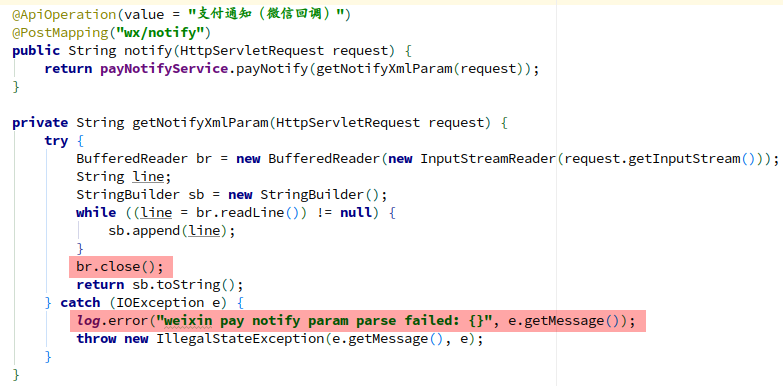 @ApiOperation(value = "支付通知（微信回调）")
@PostMapping("wx/notify")
public String notify(HttpServletRequest request) {
    return payNotifyService.payNotify(getNotifyXmlParam(request));
}

private String getNotifyXmlParam(HttpServletRequest request) {
    try {
        BufferedReader br = new BufferedReader(new InputStreamReader(request.getInputStream()));
        String line;
        StringBuilder sb = new StringBuilder();
        while ((line = br.readLine()) != null) {
            sb.append(line);
        }
        br.close();
        return sb.toString();
    } catch (IOException e) {
        log.error("weixin pay notify param parse failed: {}", e.getMessage());
        throw new IllegalStateException(e.getMessage(), e);
    }
}